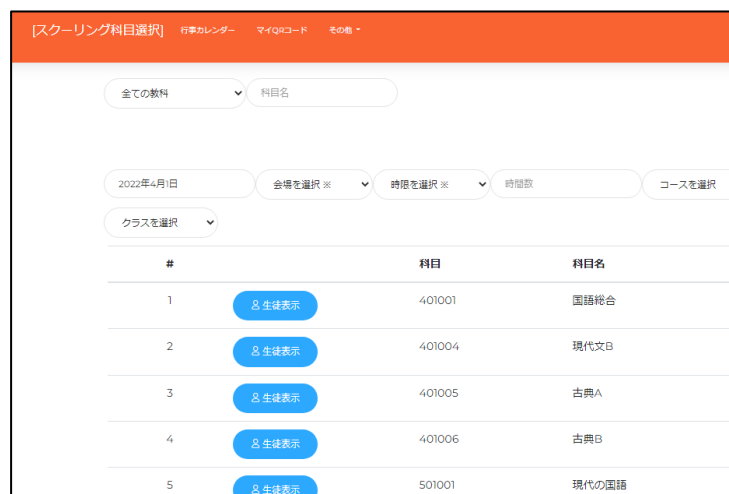 [スクーリング科目選択] 行事カレンダー マイQRコード その他
全ての教科 科目名
2022年4月1日 会場を選択 ※ 時限を選択 ※ 時間数 コースを選択
クラスを選択
# 科目 科目名
1 生徒表示 401001 国語総合
2 生徒表示 401004 現代文B
3 生徒表示 401005 古典A
4 生徒表示 401006 古典B
5 生徒表示 501001 現代の国語